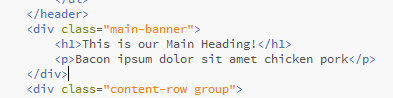 </header>
<div class="main-banner">
<h1>This is our Main Heading!</h1>
<p>Bacon ipsum dolor sit amet chicken pork</p>
</div>
<div class="content-row group">